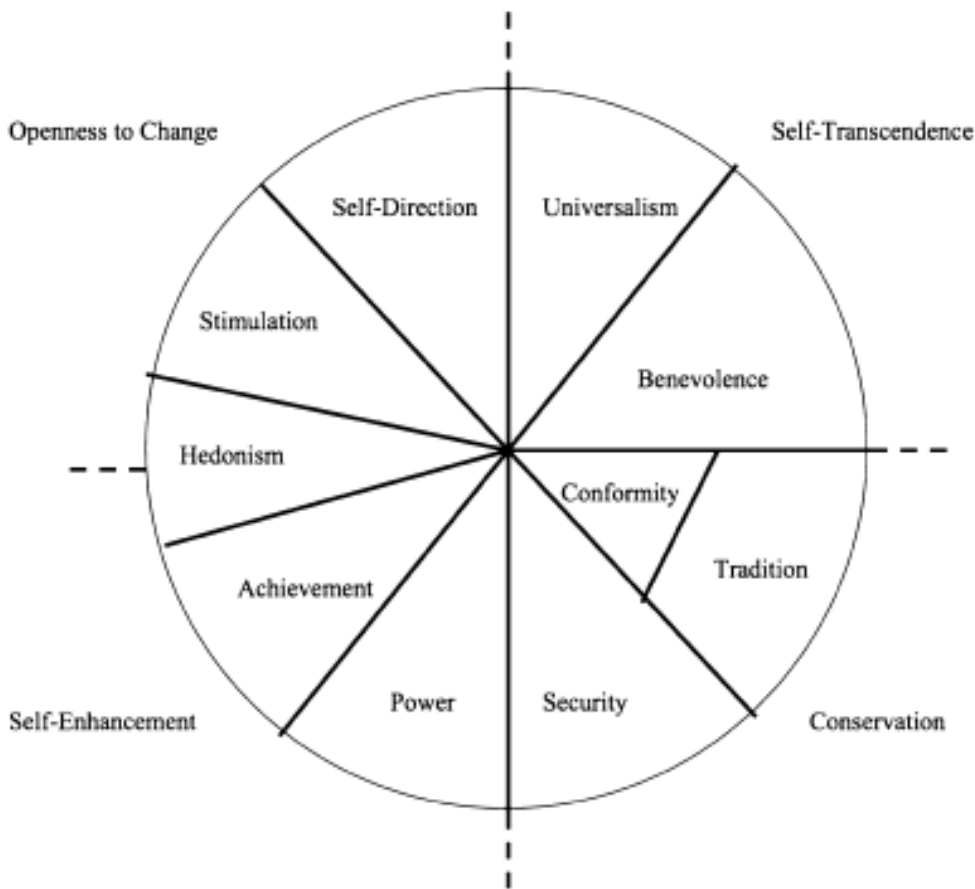 Openness to Change
Self-Transcendence
Self-Direction
Universalism
Stimulation
Benevolence
Hedonism
Conformity
Tradition
Achievement
Power
Security
Self-Enhancement
Conservation